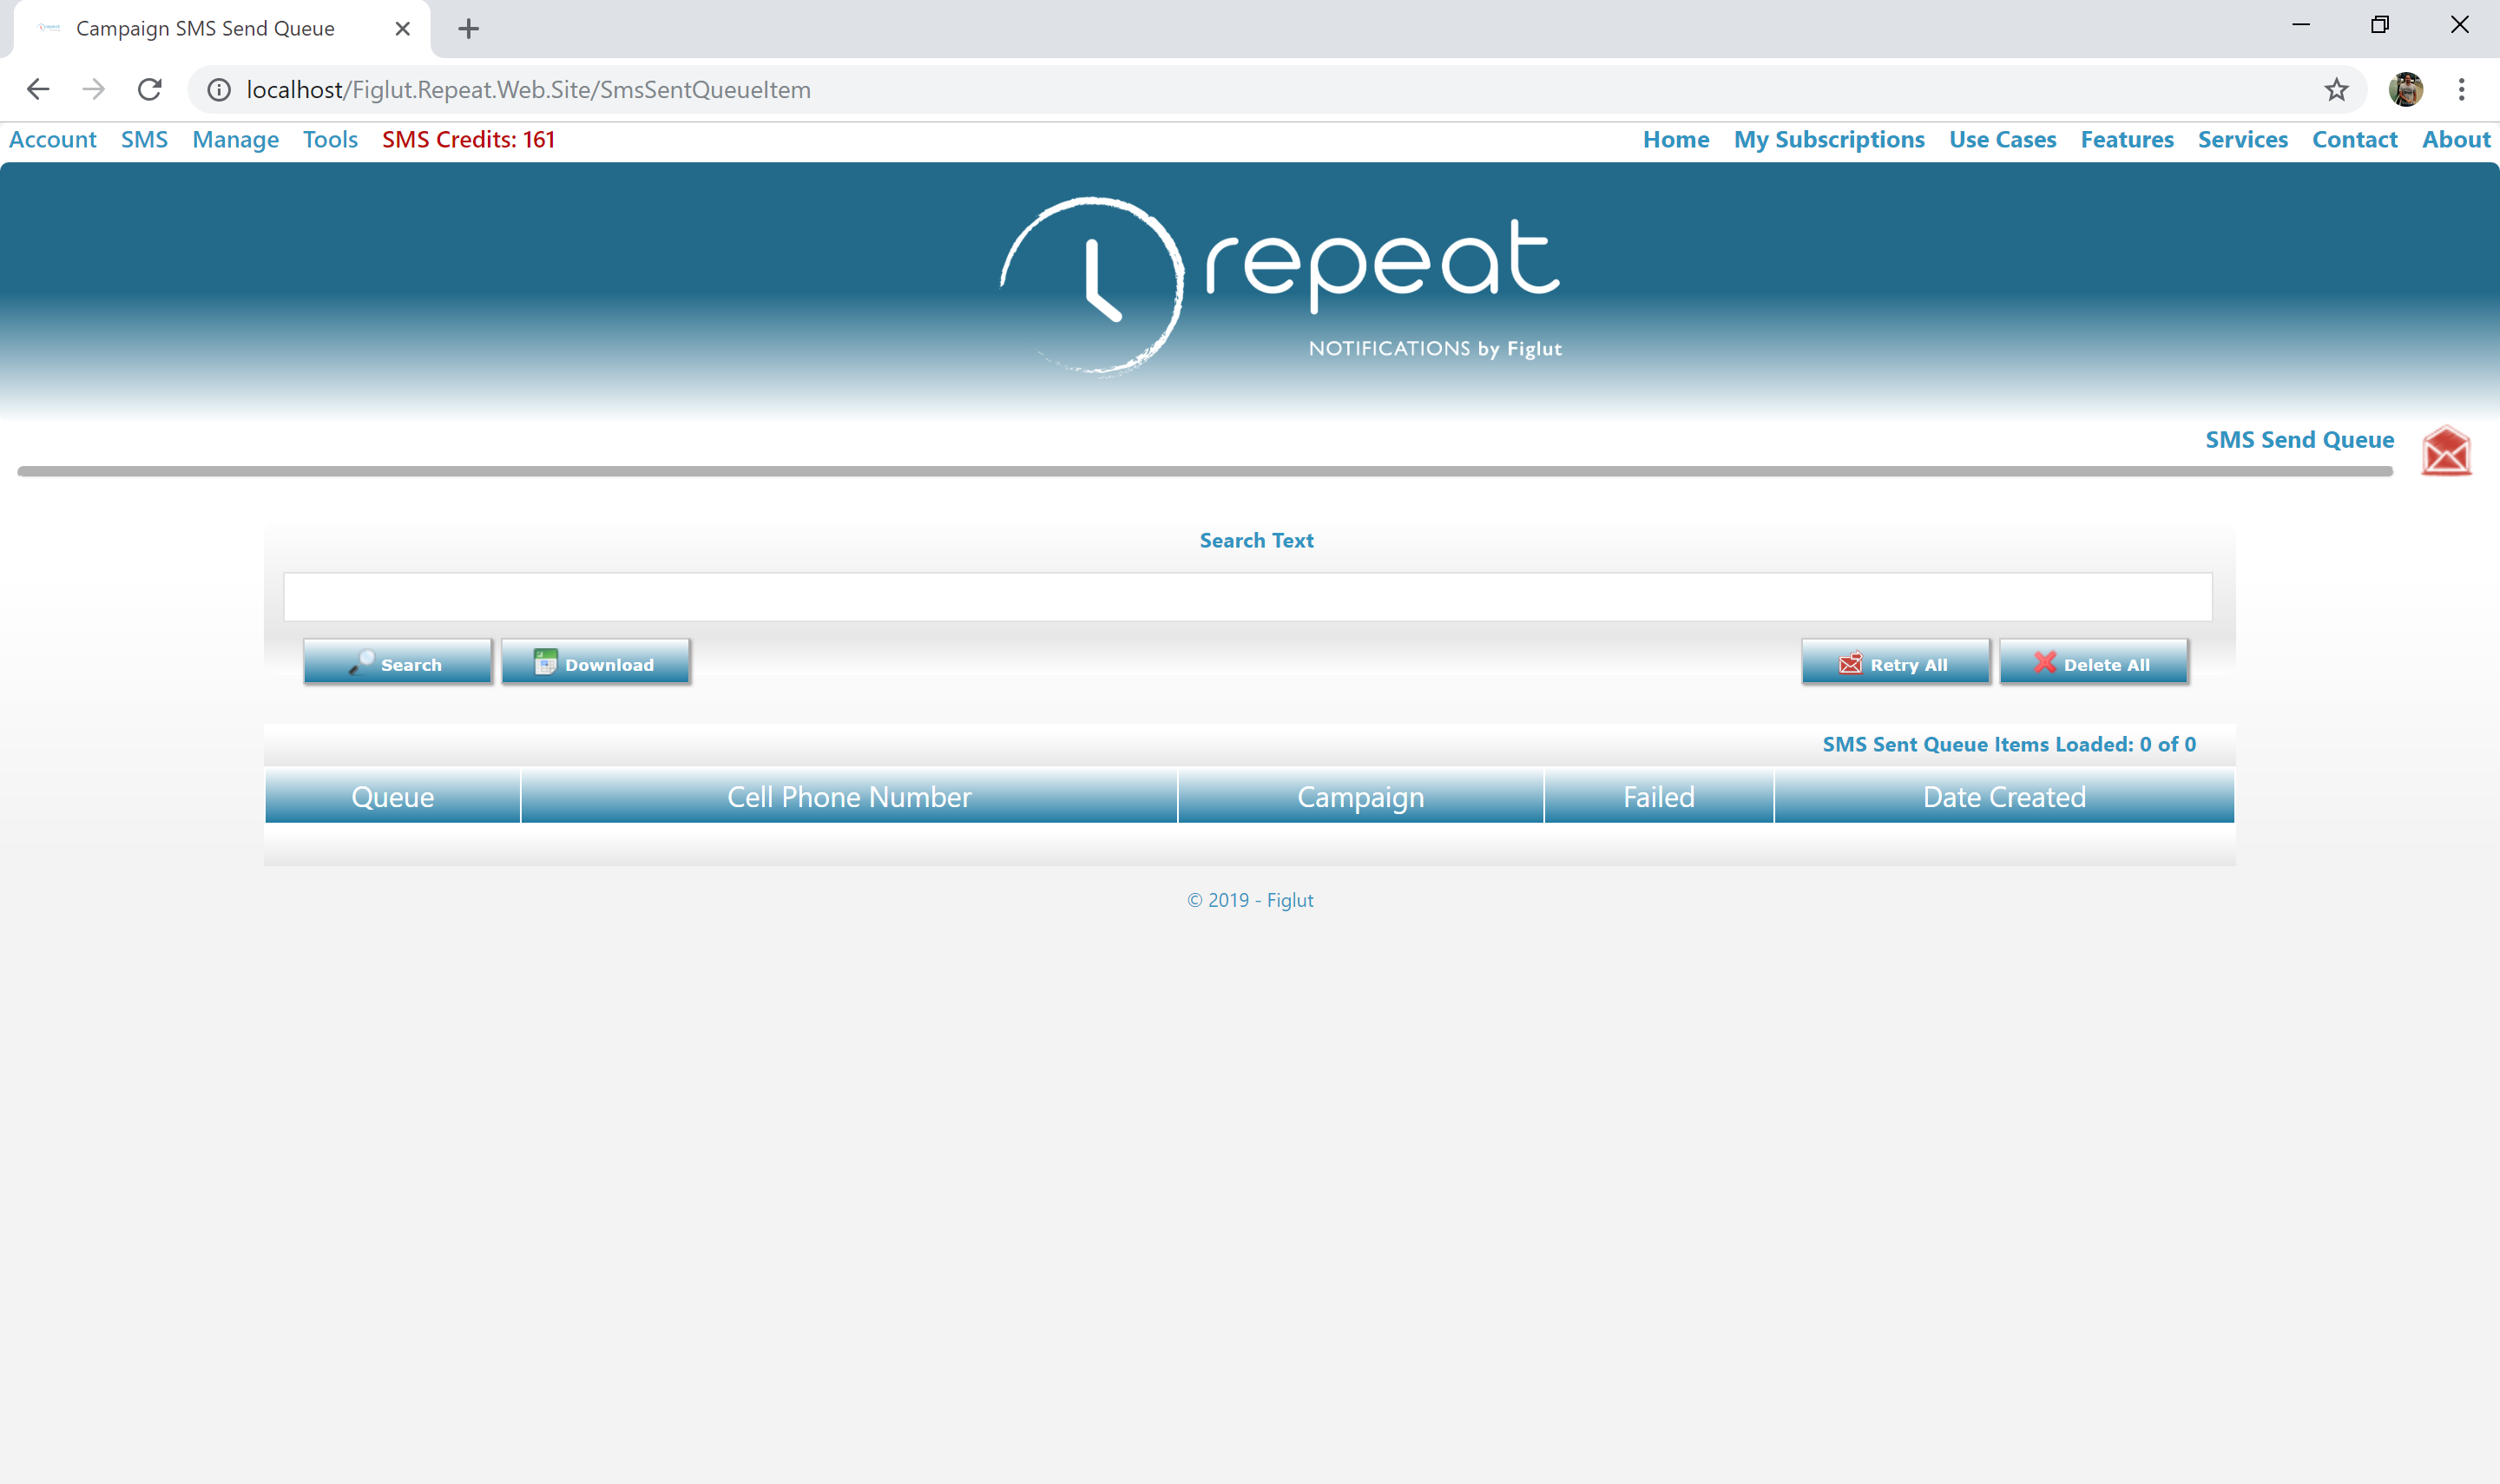 Campaign SMS Send Queue
localhost/Figlut.Repeat.Web.Site/SmsSentQueueItem
Account SMS Manage Tools SMS Credits: 161 Home My Subscriptions Use Cases Features Services Contact About
repeat
NOTIFICATIONS by Figlut
SMS Send Queue
Search Text
Search Download Retry All Delete All
SMS Sent Queue Items Loaded: 0 of 0
Queue Cell Phone Number Campaign Failed Date Created
© 2019 - Figlut